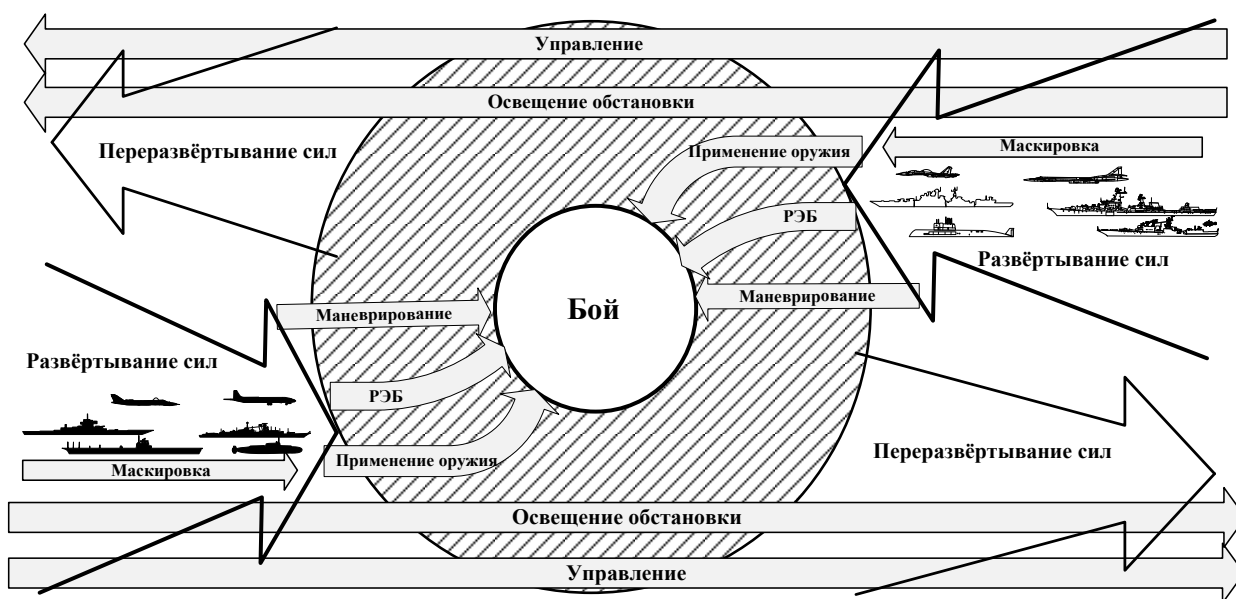 Управление
Освещение обстановки
Переразвёртывание сил
Применение оружия
Маскировка
РЭБ
Развёртывание сил
Маневрирование
Бой
Маневрирование
Развёртывание сил
РЭБ
Применение оружия
Маскировка
Переразвёртывание сил
Освещение обстановки
Управление